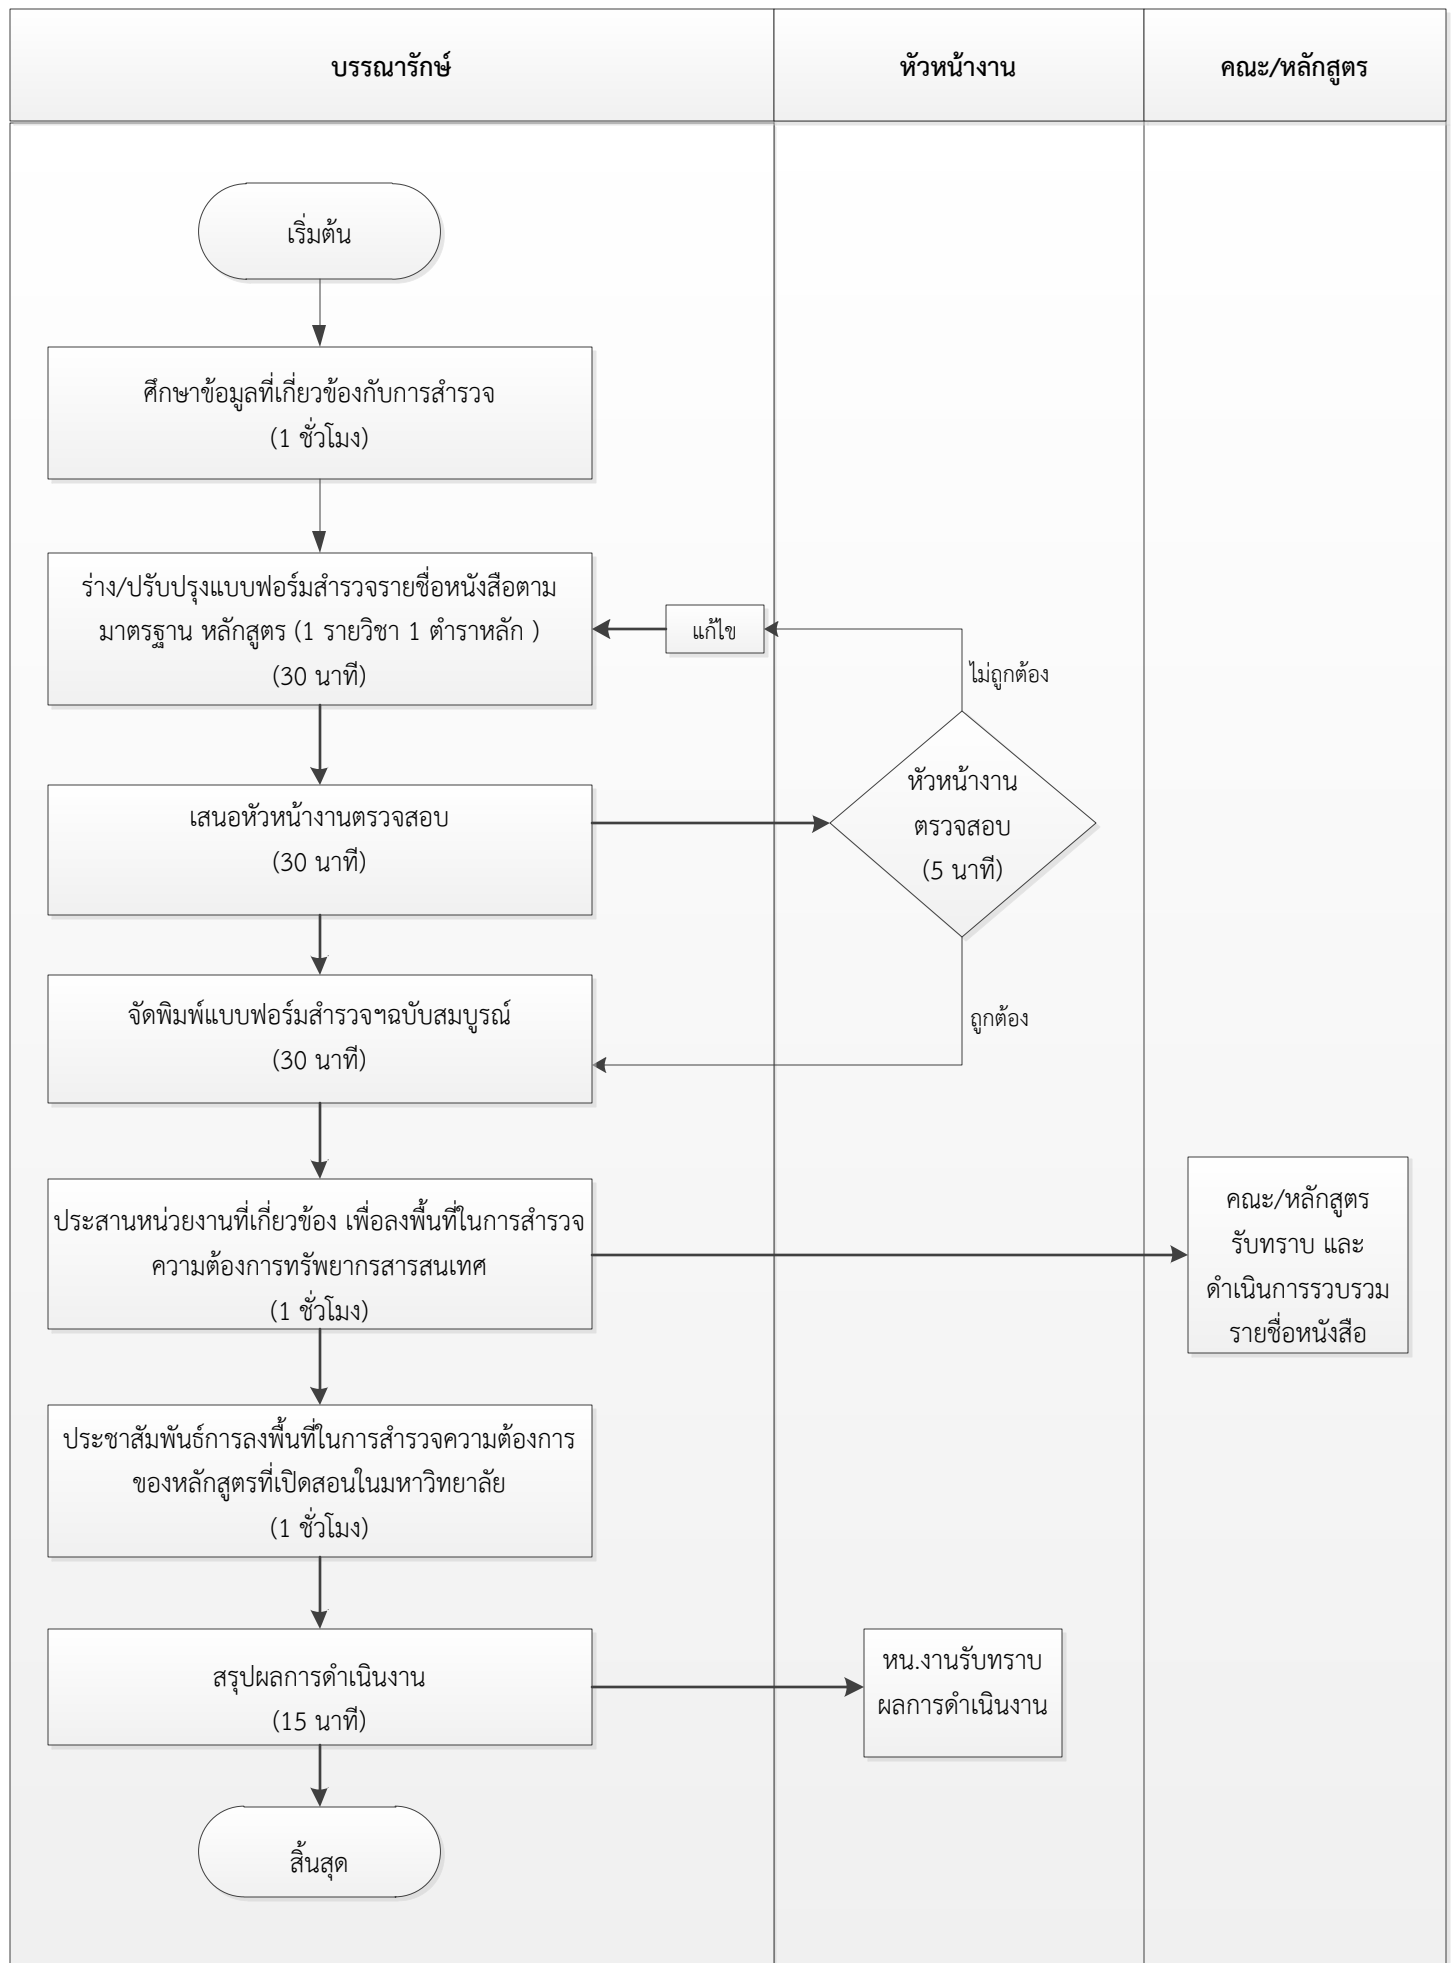 บรรณารักษ์
หัวหน้างาน
คณะ/หลักสูตร
เริ่มต้น
ศึกษาข้อมูลที่เกี่ยวข้องกับการสำรวจ
(1 ชั่วโมง)
ร่าง/ปรับปรุงแบบฟอร์มสำรวจรายชื่อหนังสือตาม
มาตรฐาน หลักสูตร (1 รายวิชา 1 ตำราหลัก )
(30 นาที)
แก้ไข
ไม่ถูกต้อง
เสนอหัวหน้างานตรวจสอบ
(30 นาที)
หัวหน้างาน
ตรวจสอบ
(5 นาที)
ถูกต้อง
จัดพิมพ์แบบฟอร์มสำรวจฯฉบับสมบูรณ์
(30 นาที)
ประสานหน่วยงานที่เกี่ยวข้อง เพื่อลงพื้นที่ในการสำรวจ
ความต้องการทรัพยากรสารสนเทศ
(1 ชั่วโมง)
คณะ/หลักสูตร
รับทราบ และ
ดำเนินการรวบรวม
รายชื่อหนังสือ
ประชาสัมพันธ์การลงพื้นที่ในการสำรวจความต้องการ
ของหลักสูตรที่เปิดสอนในมหาวิทยาลัย
(1 ชั่วโมง)
สรุปผลการดำเนินงาน
(15 นาที)
หน.งานรับทราบ
ผลการดำเนินงาน
สิ้นสุด